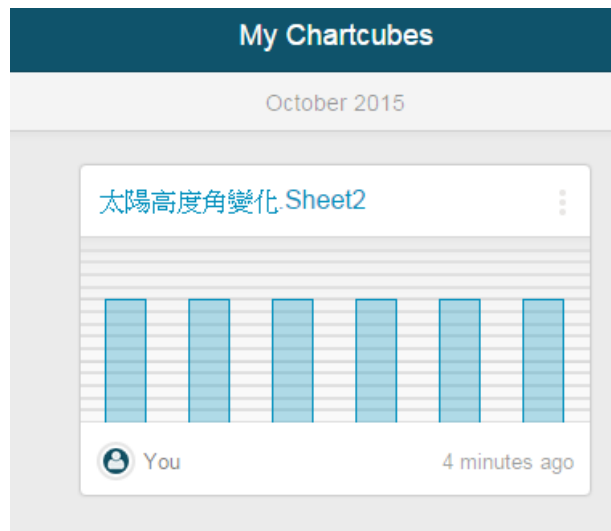 My Chartcubes
October 2015
太陽高度角變化.Sheet2
You
4 minutes ago